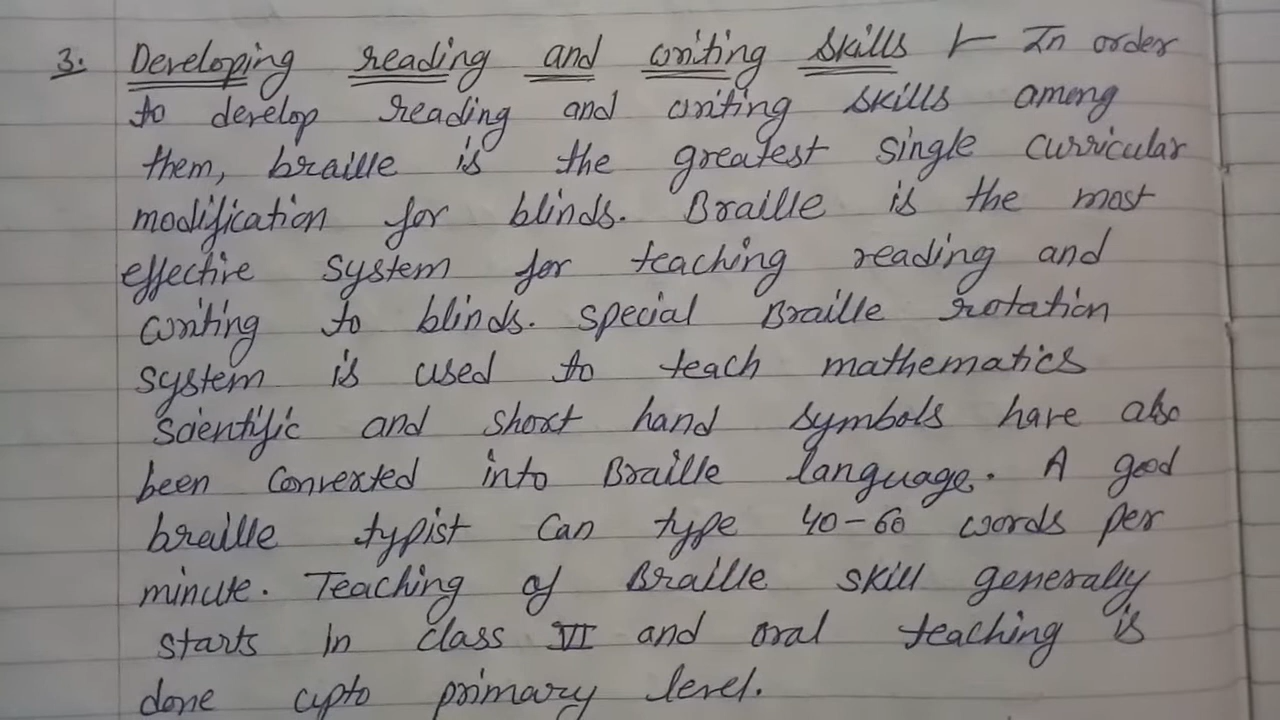 3. Developing reading and writing skills :- In order
to develop reading and writing skills among
them, braille is the greatest single curricular
modification for blinds. Braille is the most
effective system for teaching reading and
writing to blinds. special Braille rotation
system is used to teach mathematics
Scientific and short hand symbols have also
been converted into Braille language. A good
braille typist can type 40-60 words per
minute. Teaching of Braille skill generally
starts in class VI and oral teaching is
done upto primary level.